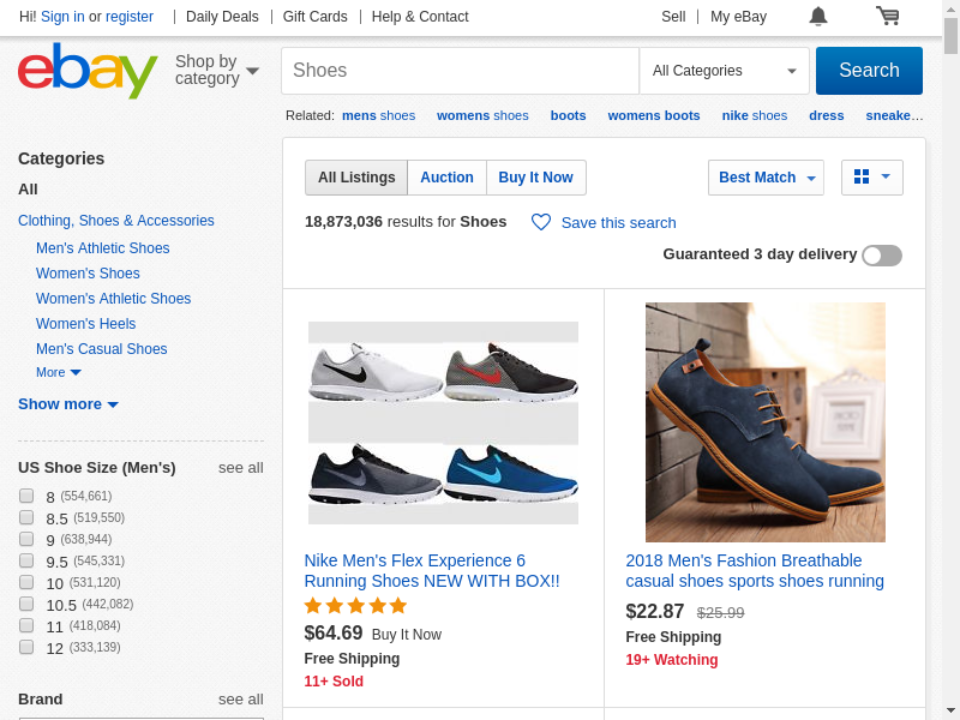 Hi! Sign in or register
Daily Deals
Gift Cards
Help & Contact
Sell
My eBay
ebay
Shop by
category
Shoes
All Categories
Search
Related: mens shoes womens shoes boots womens boots nike shoes dress sneake…
Categories
All
Clothing, Shoes & Accessories
Men's Athletic Shoes
Women's Shoes
Women's Athletic Shoes
Women's Heels
Men's Casual Shoes
More
Show more
US Shoe Size (Men's) see all
8 (554,661)
8.5 (519,550)
9 (638,944)
9.5 (545,331)
10 (531,120)
10.5 (442,082)
11 (418,084)
12 (333,139)
Brand see all
All Listings
Auction
Buy It Now
Best Match
18,873,036 results for Shoes
Save this search
Guaranteed 3 day delivery
Nike Men's Flex Experience 6
Running Shoes NEW WITH BOX!!
$64.69 Buy It Now
Free Shipping
11+ Sold
2018 Men's Fashion Breathable
casual shoes sports shoes running
$22.87 $25.99
Free Shipping
19+ Watching